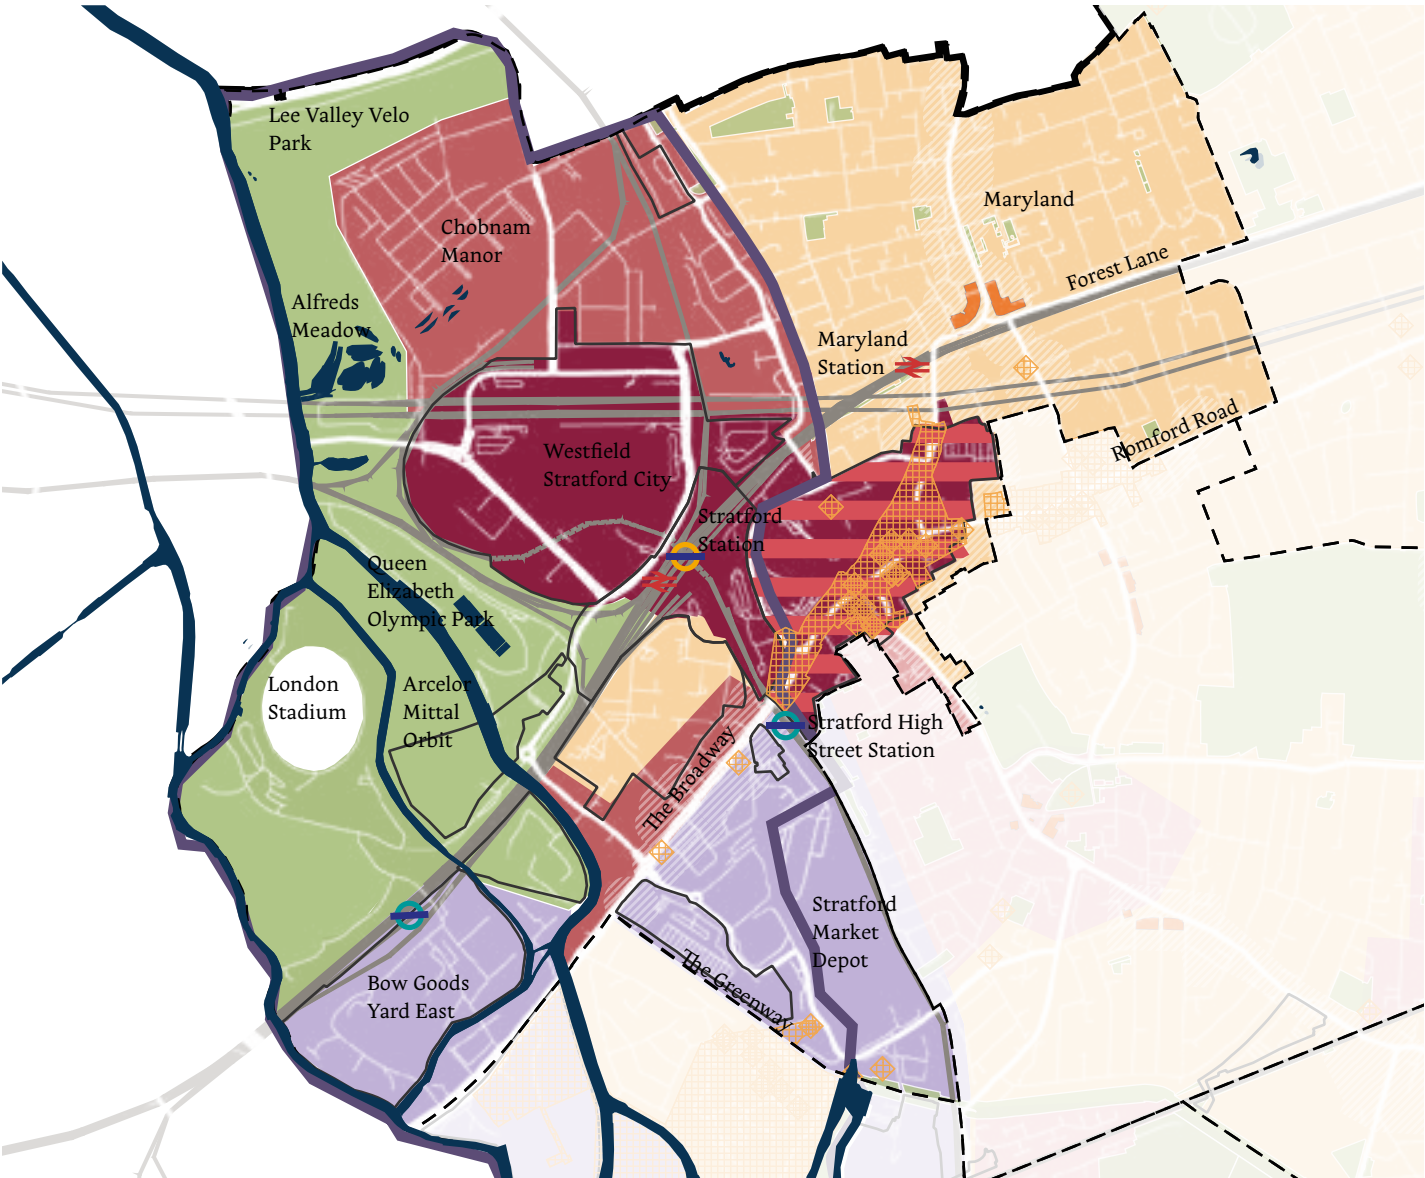 Lee Valley Velo
Park
Chobnam
Manor
Maryland
Forest Lane
Alfreds
Meadow
Maryland
Station
Romford Road
Westfield
Stratford City
Stratford
Station
Queen
Elizabeth
Olympic Park
London
Stadium
Arcelor
Mittal
Orbit
Stratford High
Street Station
The Broadway
Stratford
Market
Depot
The Greenway
Bow Goods
Yard East